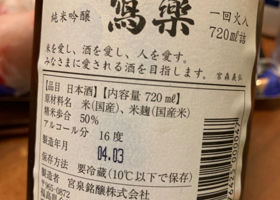 純米吟醸
寫樂
一回火入
720㎖詰
米を愛し、酒を愛し、人を愛す。
みなさまに愛される酒を目指します。
宮森義弘
【品目 日本酒】【内容量 720㎖】
原材料名 米(国産)、米麹(国産米)
精米歩合 50%
アルコール分 16度
製造年月 04.03
保存方法 要冷蔵(10℃以下で保存)
製造者 宮泉銘醸株式会社